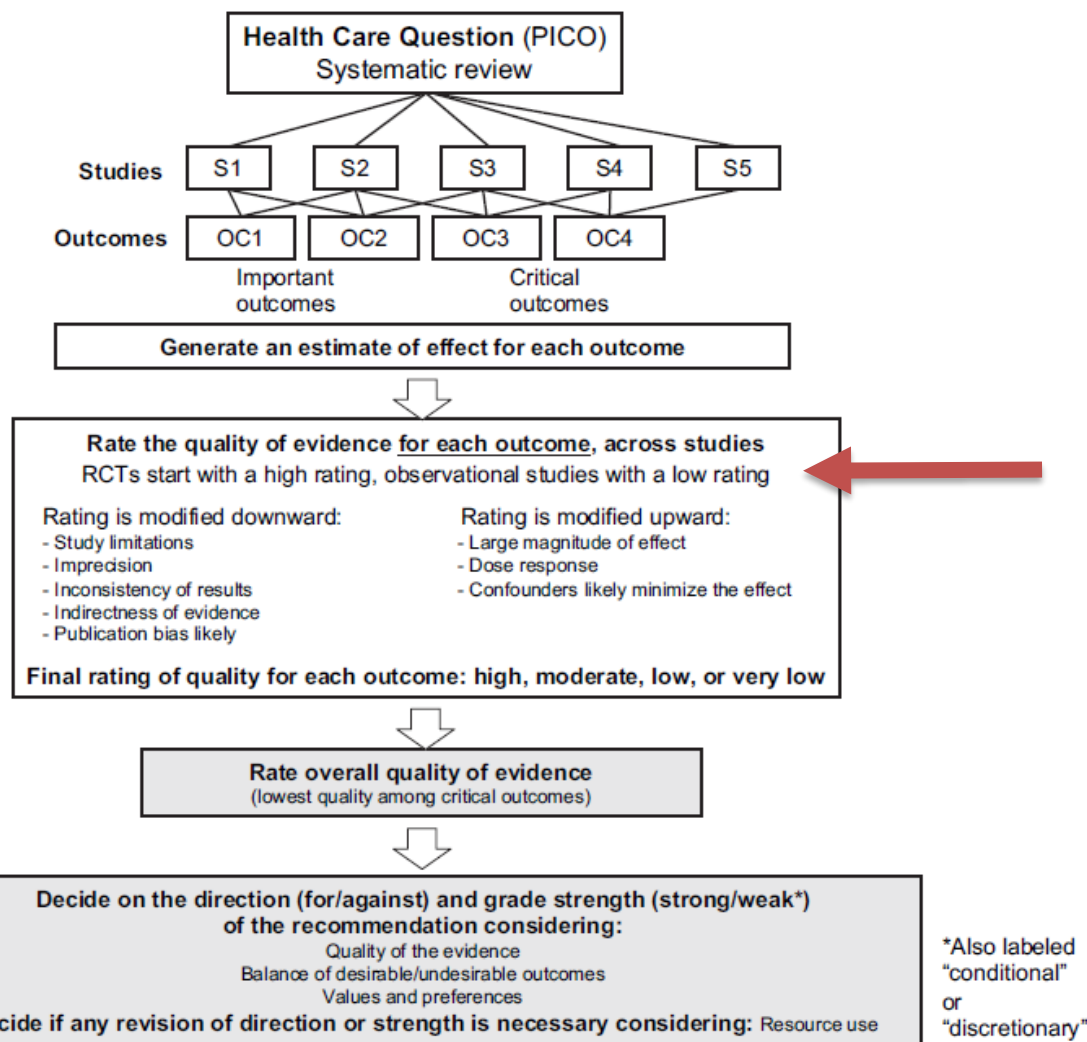 Health Care Question (PICO)
Systematic review
Studies
S1
S2
S3
S4
S5
Outcomes
OC1
OC2
OC3
OC4
Important
outcomes
Critical
outcomes
Generate an estimate of effect for each outcome
Rate the quality of evidence for each outcome, across studies
RCTs start with a high rating, observational studies with a low rating
Rating is modified downward:
- Study limitations
- Imprecision
- Inconsistency of results
- Indirectness of evidence
- Publication bias likely
Rating is modified upward:
- Large magnitude of effect
- Dose response
- Confounders likely minimize the effect
Final rating of quality for each outcome: high, moderate, low, or very low
Rate overall quality of evidence
(lowest quality among critical outcomes)
Decide on the direction (for/against) and grade strength (strong/weak*)
of the recommendation considering:
Quality of the evidence
Balance of desirable/undesirable outcomes
Values and preferences
cide if any revision of direction or strength is necessary considering: Resource use
*Also labeled
"conditional"
or
"discretionary"